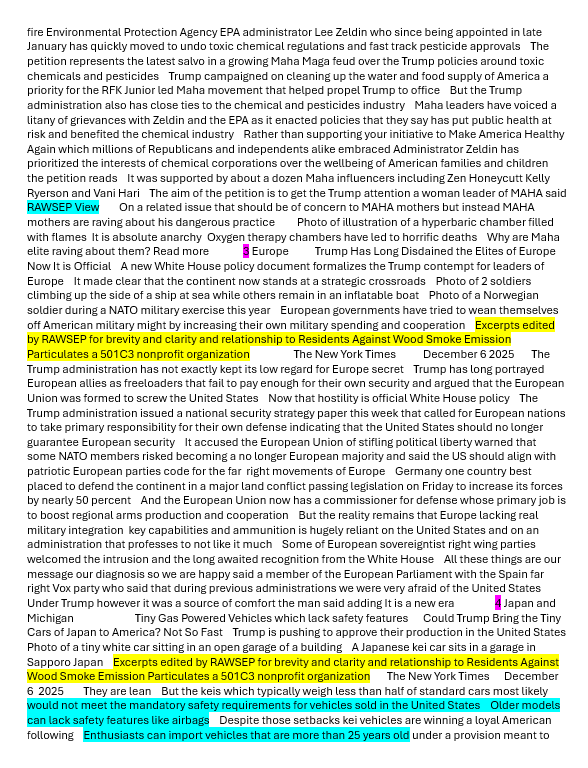 fire Environmental Protection Agency EPA administrator Lee Zeldin who since being appointed in late
January has quickly moved to undo toxic chemical regulations and fast track pesticide approvals The
petition represents the latest salvo in a growing Maha Maga feud over the Trump policies around toxic
chemicals and pesticides Trump campaigned on cleaning up the water and food supply of America a
priority for the RFK Junior led Maha movement that helped propel Trump to office But the Trump
administration also has close ties to the chemical and pesticides industry Maha leaders have voiced a
litany of grievances with Zeldin and the EPA as it enacted policies that they say has put public health at
risk and benefited the chemical industry Rather than supporting your initiative to Make America Healthy
Again which millions of Republicans and independents alike embraced Administrator Zeldin has
prioritized the interests of chemical corporations over the wellbeing of American families and children
the petition reads It was supported by about a dozen Maha influencers including Zen Honeycutt Kelly
Ryerson and Vani Hari The aim of the petition is to get the Trump attention a woman leader of MAHA said
RAWSEP View On a related issue that should be of concern to MAHA mothers but instead MAHA
mothers are raving about his dangerous practice Photo of illustration of a hyperbaric chamber filled
with flames It is absolute anarchy Oxygen therapy chambers have led to horrific deaths Why are Maha
elite raving about them? Read more 3 Europe Trump Has Long Disdained the Elites of Europe
Now It is Official A new White House policy document formalizes the Trump contempt for leaders of
Europe It made clear that the continent now stands at a strategic crossroads Photo of 2 soldiers
climbing up the side of a ship at sea while others remain in an inflatable boat Photo of a Norwegian
soldier during a NATO military exercise this year European governments have tried to wean themselves
off American military might by increasing their own military spending and cooperation Excerpts edited
by RAWSEP for brevity and clarity and relationship to Residents Against Wood Smoke Emission
Particulates a 501C3 nonprofit organization The New York Times December 6 2025 The
Trump administration has not exactly kept its low regard for Europe secret Trump has long portrayed
European allies as freeloaders that fail to pay enough for their own security and argued that the European
Union was formed to screw the United States Now that hostility is official White House policy The
Trump administration issued a national security strategy paper this week that called for European nations
to take primary responsibility for their own defense indicating that the United States should no longer
guarantee European security It accused the European Union of stifling political liberty warned that
some NATO members risked becoming a no longer European majority and said the US should align with
patriotic European parties code for the far right movements of Europe Germany one country best
placed to defend the continent in a major land conflict passing legislation on Friday to increase its forces
by nearly 50 percent And the European Union now has a commissioner for defense whose primary job is
to boost regional arms production and cooperation But the reality remains that Europe lacking real
military integration key capabilities and ammunition is hugely reliant on the United States and on an
administration that professes to not like it much Some of European sovereigntist right wing parties
welcomed the intrusion and the long awaited recognition from the White House All these things are our
message our diagnosis so we are happy said a member of the European Parliament with the Spain far
right Vox party who said that during previous administrations we were very afraid of the United States
Under Trump however it was a source of comfort the man said adding It is a new era 4 Japan and
Michigan Tiny Gas Powered Vehicles which lack safety features Could Trump Bring the Tiny
Cars of Japan to America? Not So Fast Trump is pushing to approve their production in the United States
Photo of a tiny white car sitting in an open garage of a building A Japanese kei car sits in a garage in
Sapporo Japan Excerpts edited by RAWSEP for brevity and clarity and relationship to Residents Against
Wood Smoke Emission Particulates a 501C3 nonprofit organization The New York Times December
6 2025 They are lean But the keis which typically weigh less than half of standard cars most likely
would not meet the mandatory safety requirements for vehicles sold in the United States Older models
can lack safety features like airbags Despite those setbacks kei vehicles are winning a loyal American
following Enthusiasts can import vehicles that are more than 25 years old under a provision meant to